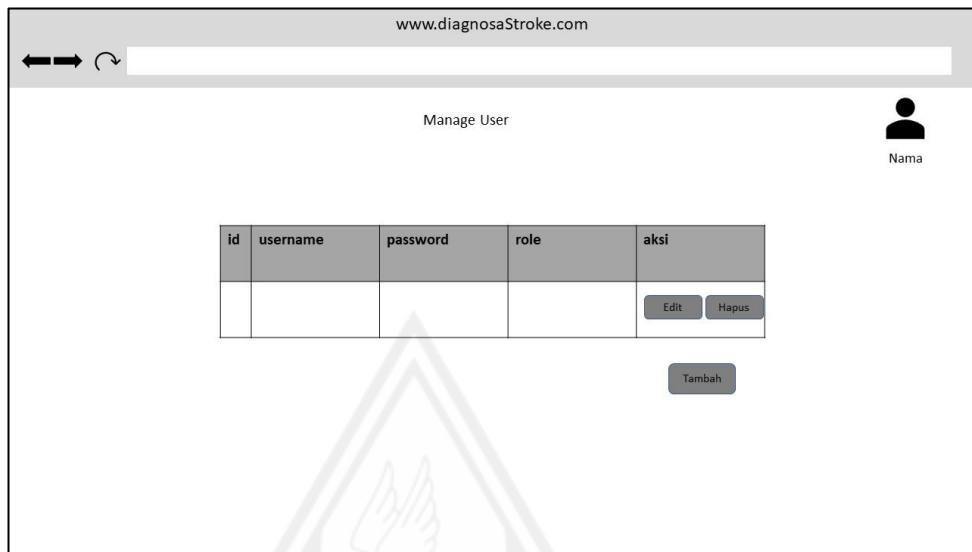 www.diagnosaStroke.com
Manage User
Nama
id username password role aksi
Edit Hapus
Tambah